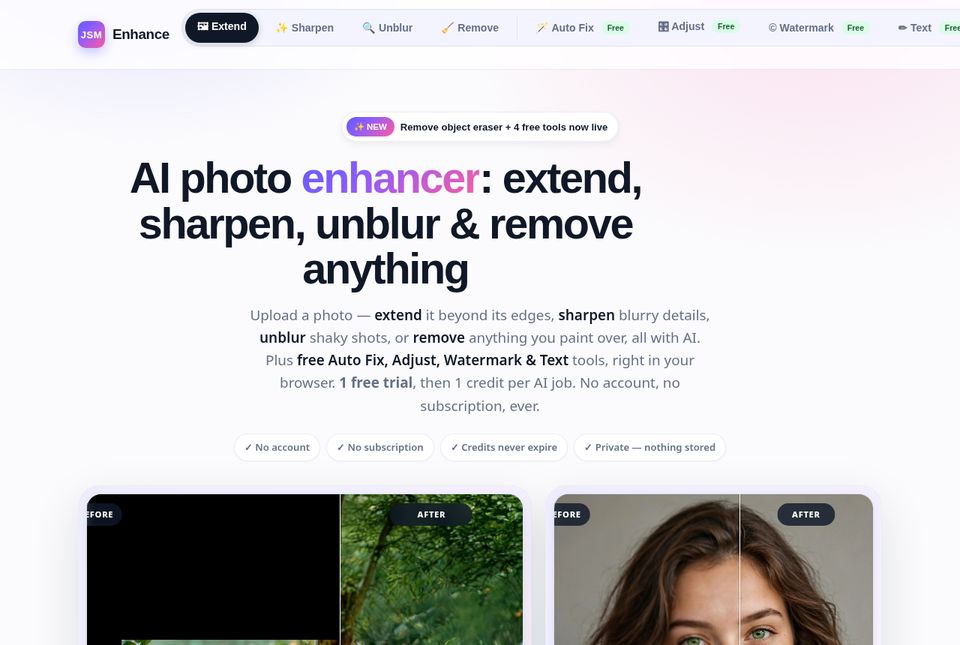 JSM Enhance
🖼 Extend ✨ Sharpen 🔍 Unblur 🧹 Remove 🪄 Auto Fix Free 🎛 Adjust Free © Watermark Free ✏ Text Free
✨ NEW Remove object eraser + 4 free tools now live
AI photo enhancer: extend,
sharpen, unblur & remove
anything
Upload a photo — extend it beyond its edges, sharpen blurry details,
unblur shaky shots, or remove anything you paint over, all with AI.
Plus free Auto Fix, Adjust, Watermark & Text tools, right in your
browser. 1 free trial, then 1 credit per AI job. No account, no
subscription, ever.
✓ No account ✓ No subscription ✓ Credits never expire ✓ Private — nothing stored
EFORE AFTER EFORE AFTER